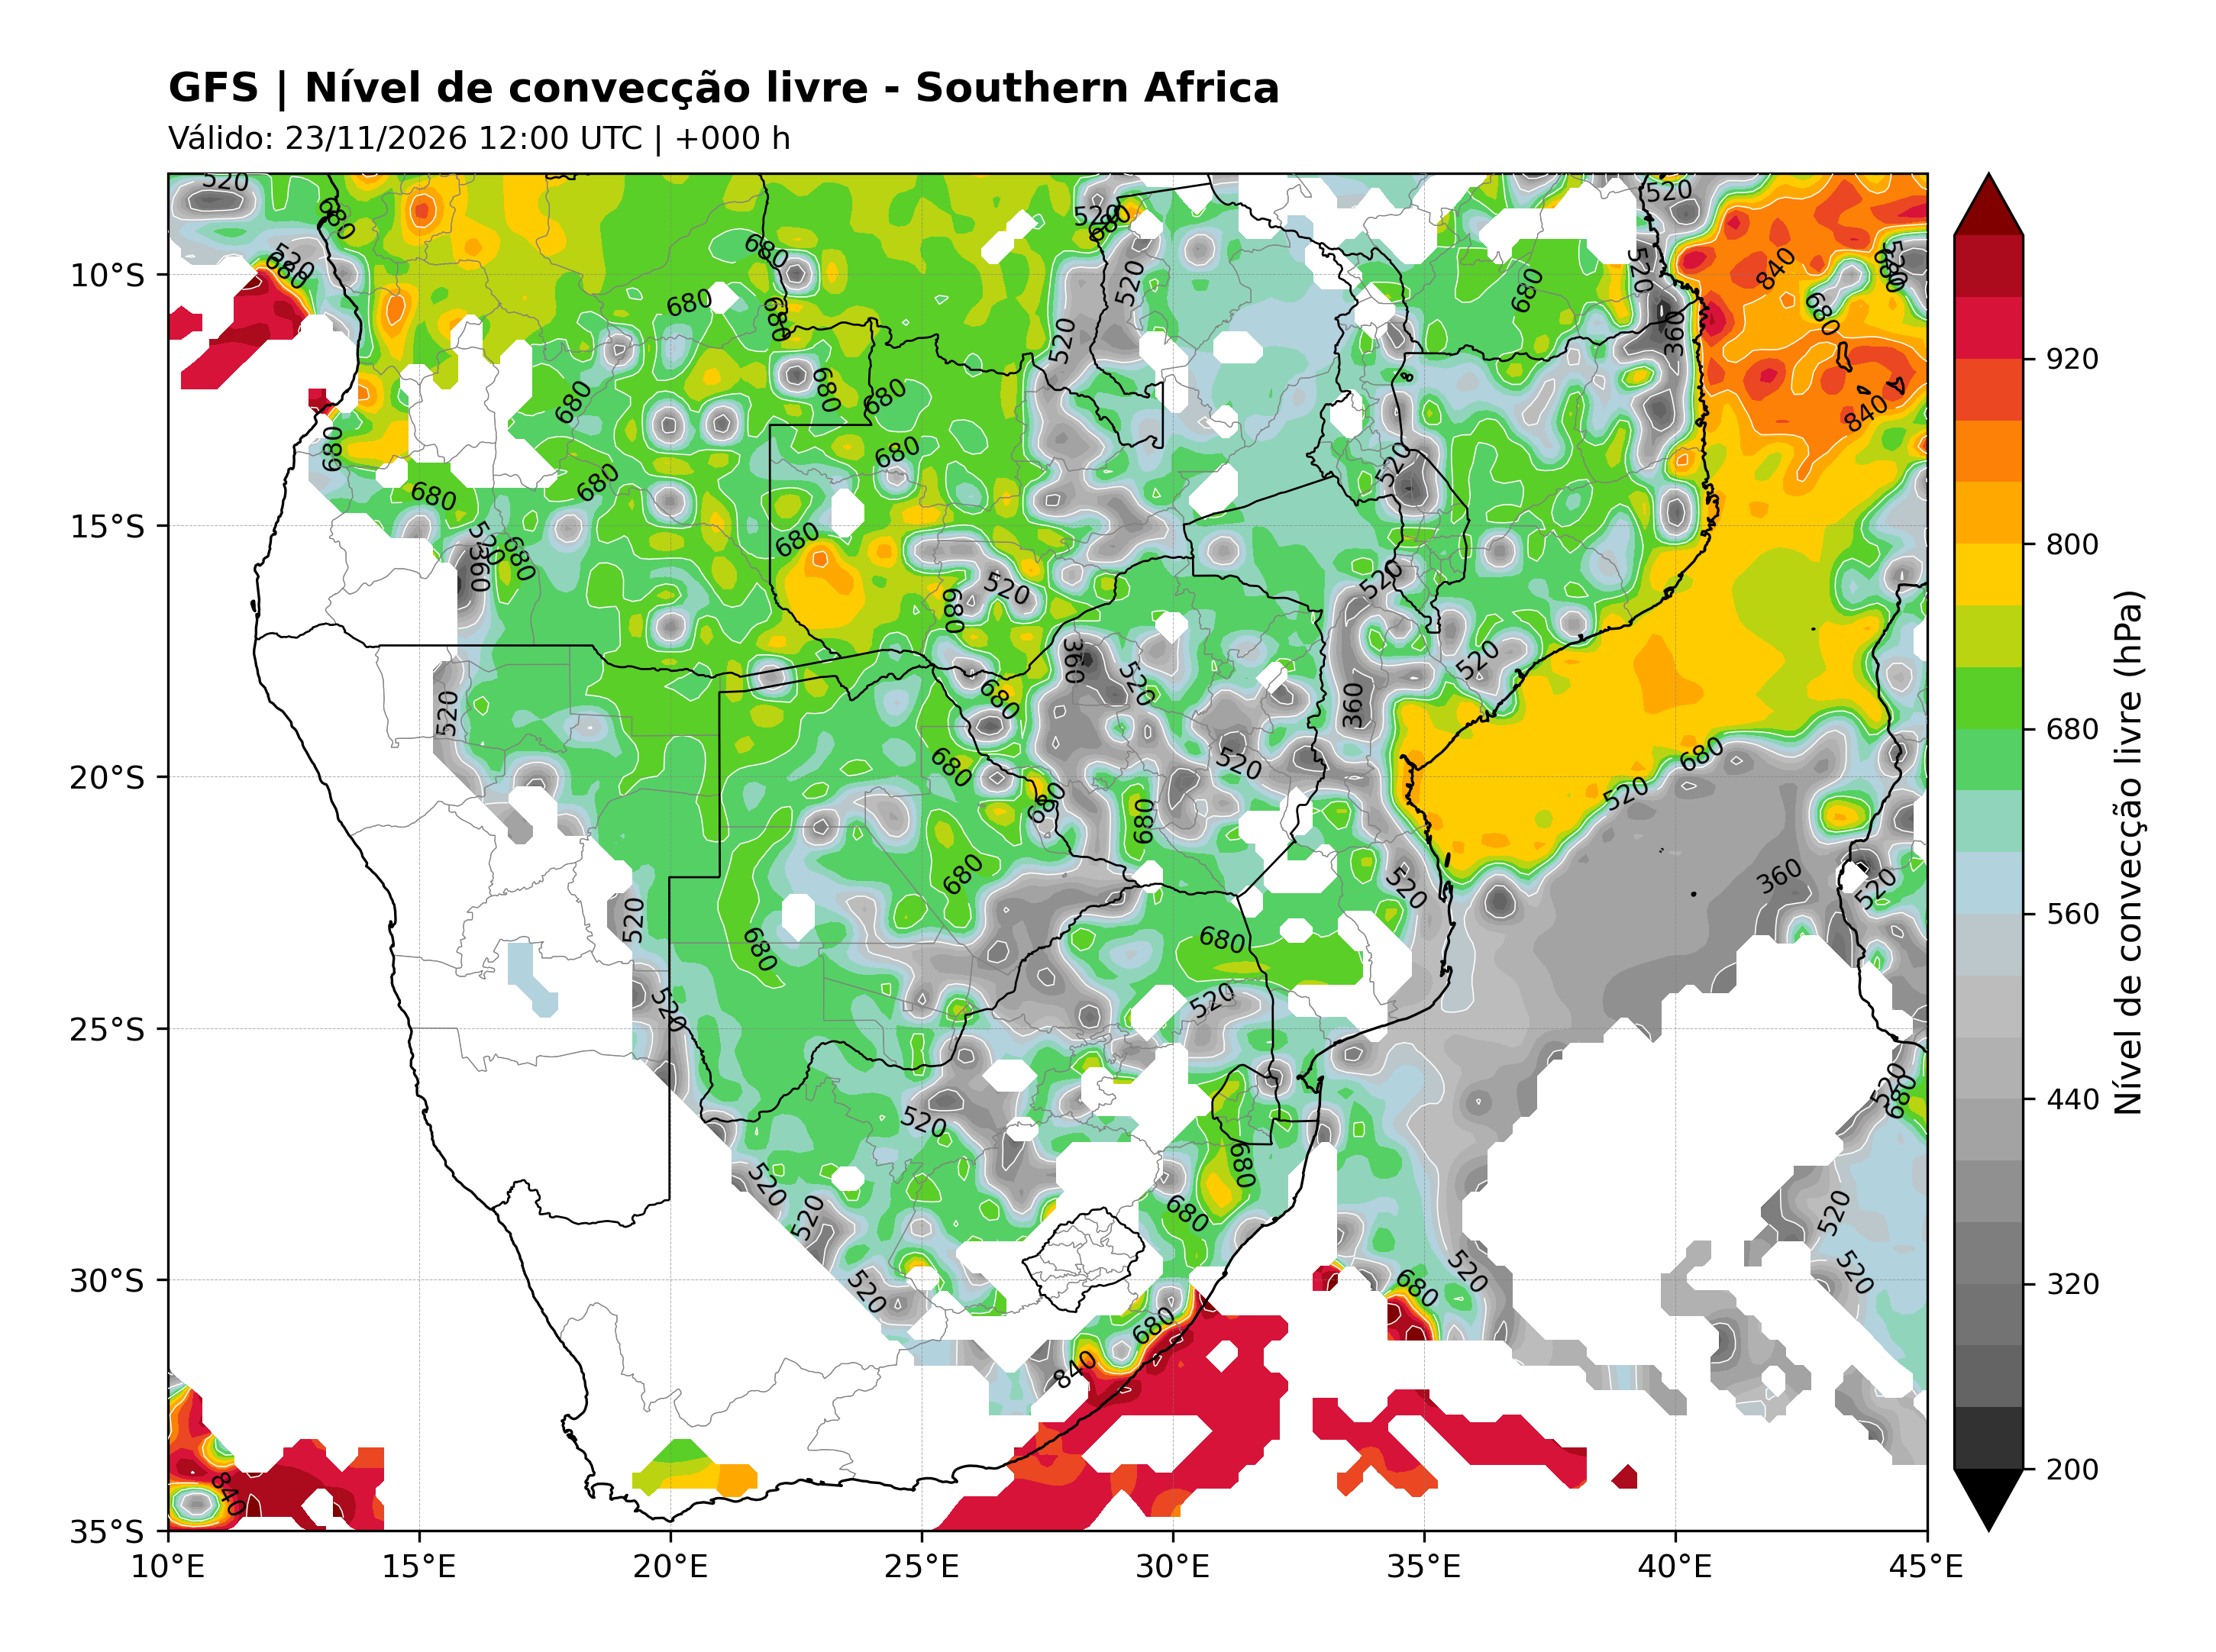 GFS | Nível de convecção livre - Southern Africa
Válido: 23/11/2026 12:00 UTC | +000 h
10°S
15°S
20°S
25°S
30°S
35°S
10°E
15°E
20°E
25°E
30°E
35°E
40°E
45°E
920
800
680
560
440
320
200
Nível de convecção livre (hPa)